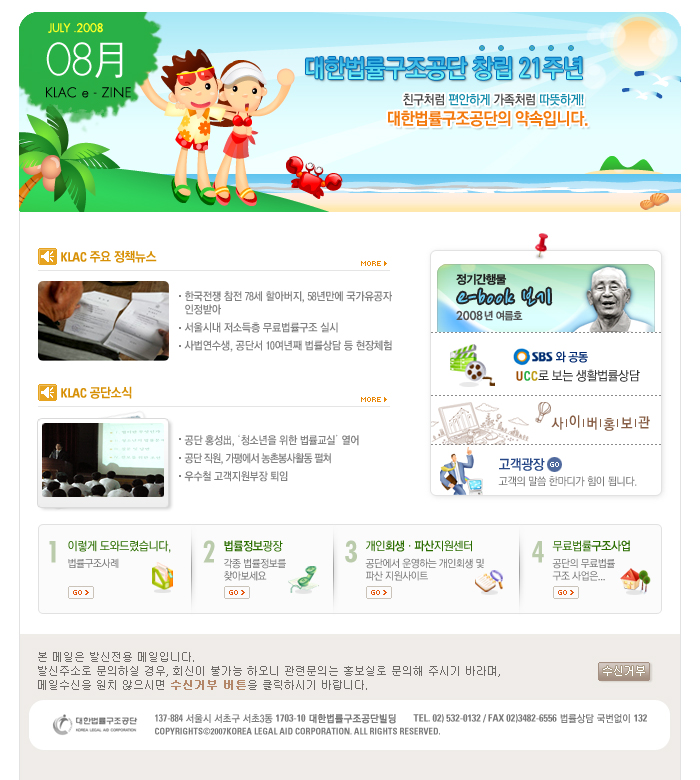 JULY .2008
08月
KLAC e - ZINE
대한법률구조공단 창립 21주년
친구처럼 편안하게 가족처럼 따뜻하게!
대한법률구조공단의 약속입니다.
KLAC 주요 정책뉴스
MORE
· 한국전쟁 참전 78세 할아버지, 58년만에 국가유공자
인정받아
· 서울시내 저소득층 무료법률구조 실시
· 사법연수생, 공단서 10여년째 법률상담 등 현장체험
KLAC 공단소식
MORE
· 공단 홍성出, '청소년을 위한 법률교실' 열어
· 공단 직원, 가평에서 농촌봉사활동 펼쳐
· 우수철 고객지원부장 퇴임
정기간행물
e-book 보기
2008년 여름호
SBS 와 공동
UCC로 보는 생활법률상담
사이버홍보관
고객광장 GO
고객의 말씀 한마디가 힘이 됩니다.
1 이렇게 도와드렸습니다.
법률구조사례
GO
2 법률정보광장
각종 법률정보를
찾아보세요
GO
3 개인회생 · 파산지원센터
공단에서 운영하는 개인회생 및
파산 지원사이트
GO
4 무료법률구조사업
공단의 무료법률
구조 사업은...
GO
본 메일은 발신전용 메일입니다.
발신주소로 문의하실 경우, 회신이 불가능 하오니 관련문의는 홍보실로 문의해 주시기 바라며,
메일수신을 원치 않으시면 수신거부 버튼을 클릭하시기 바랍니다.
수신거부
대한법률구조공단
KOREA LEGAL AID CORPORATION
137-884 서울시 서초구 서초3동 1703-10 대한법률구조공단빌딩 TEL. 02) 532-0132 / FAX 02)3482-6556 법률상담 국번없이 132
COPYRIGHTS©2007KOREA LEGAL AID CORPORATION. ALL RIGHTS RESERVED.